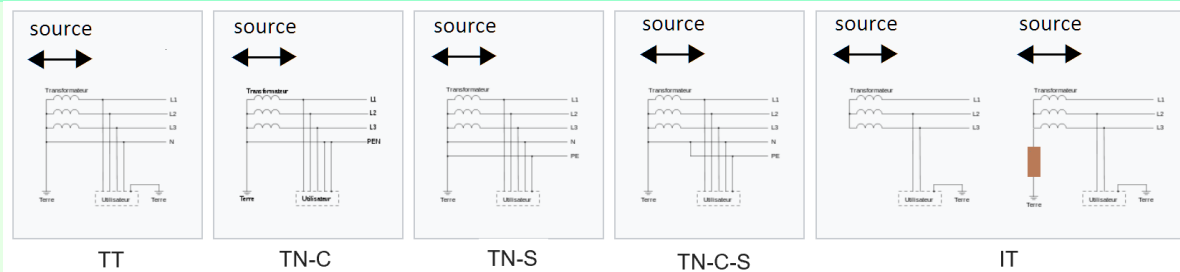 source
Transformateur
L1
L2
L3
N
Terre
Utilisateur
Terre
TT
source
Transformateur
L1
L2
L3
PEN
Terre
Utilisateur
TN-C
source
Transformateur
L1
L2
L3
N
PE
Terre
Utilisateur
TN-S
source
Transformateur
L1
L2
L3
N
PE
Terre
Utilisateur
TN-C-S
source
Transformateur
L1
L2
L3
Utilisateur
Terre
source
Transformateur
L1
L2
L3
Terre
Utilisateur
Terre
IT